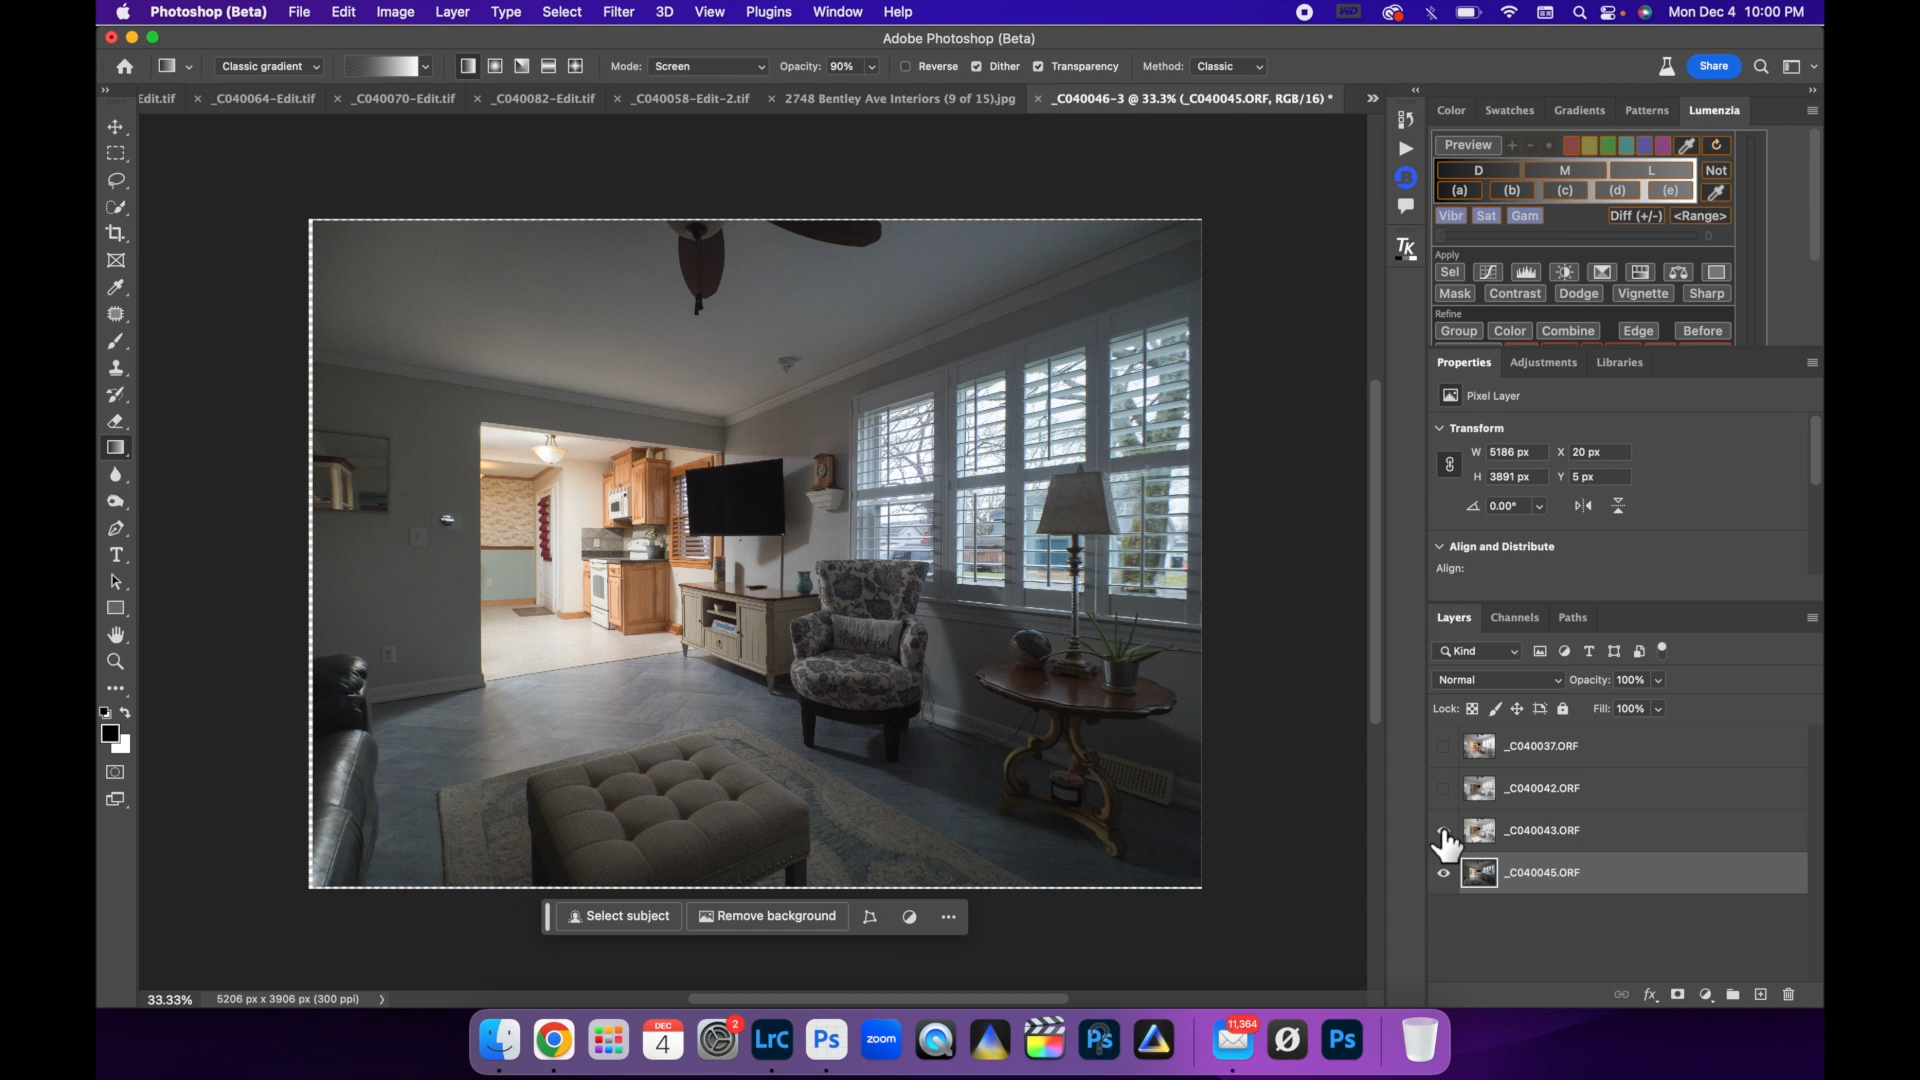 Photoshop (Beta) File Edit Image Layer Type Select Filter 3D View Plugins Window Help
Mon Dec 4 10:00 PM
Adobe Photoshop (Beta)
Classic gradient
Mode: Screen
Opacity: 90%
Reverse
Dither
Transparency
Method: Classic
Share
Edit.tif
_C040064-Edit.tif
_C040070-Edit.tif
_C040082-Edit.tif
_C040058-Edit-2.tif
2748 Bentley Ave Interiors (9 of 15).jpg
_C040046-3 @ 33.3% (_C040045.ORF, RGB/16) *
Color Swatches Gradients Patterns Lumenzia
Preview + -
D M L Not
(a) (b) (c) (d) (e)
Vibr Sat Gam Diff (+/-) <Range>
0
Apply
Sel
Mask Contrast Dodge Vignette Sharp
Refine
Group Color Combine Edge Before
TK
Properties Adjustments Libraries
Pixel Layer
Transform
W 5186 px X 20 px
H 3891 px Y 5 px
0.00°
Align and Distribute
Align:
Layers Channels Paths
Kind
Normal Opacity: 100%
Lock: Fill: 100%
_C040037.ORF
_C040042.ORF
_C040043.ORF
_C040045.ORF
Select subject Remove background
33.33% 5206 px x 3906 px (300 ppi)
fx
DEC
4
2
LrC
Ps
zoom
Ps
11,364
Ps